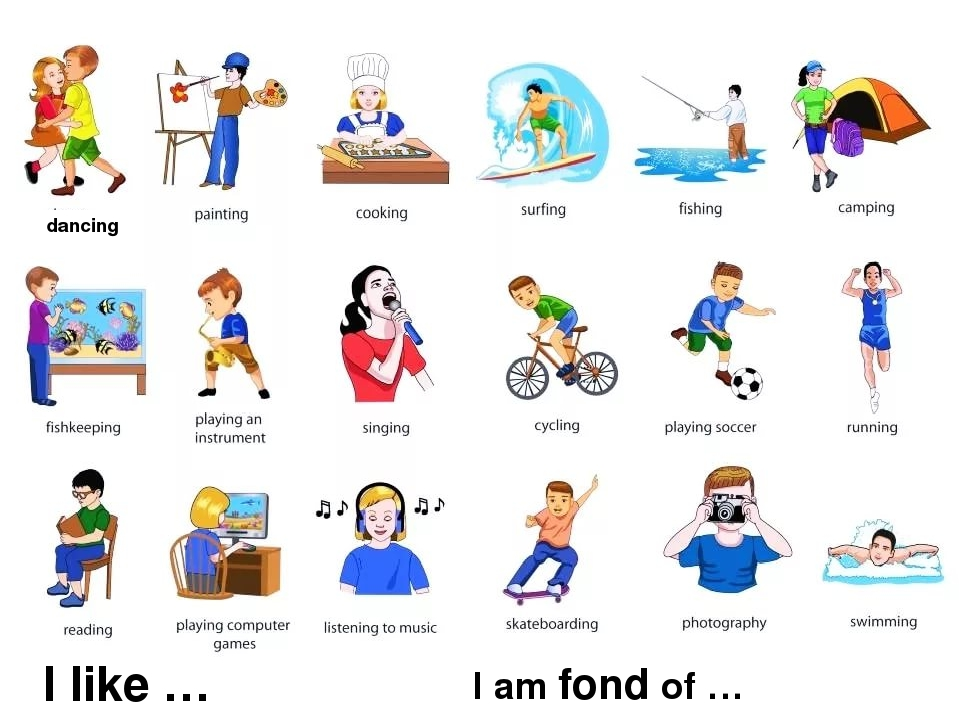 dancing
painting
cooking
surfing
fishing
camping
fishkeeping
playing an
instrument
singing
cycling
playing soccer
running
reading
playing computer
games
listening to music
skateboarding
photography
swimming
I like …
I am fond of …